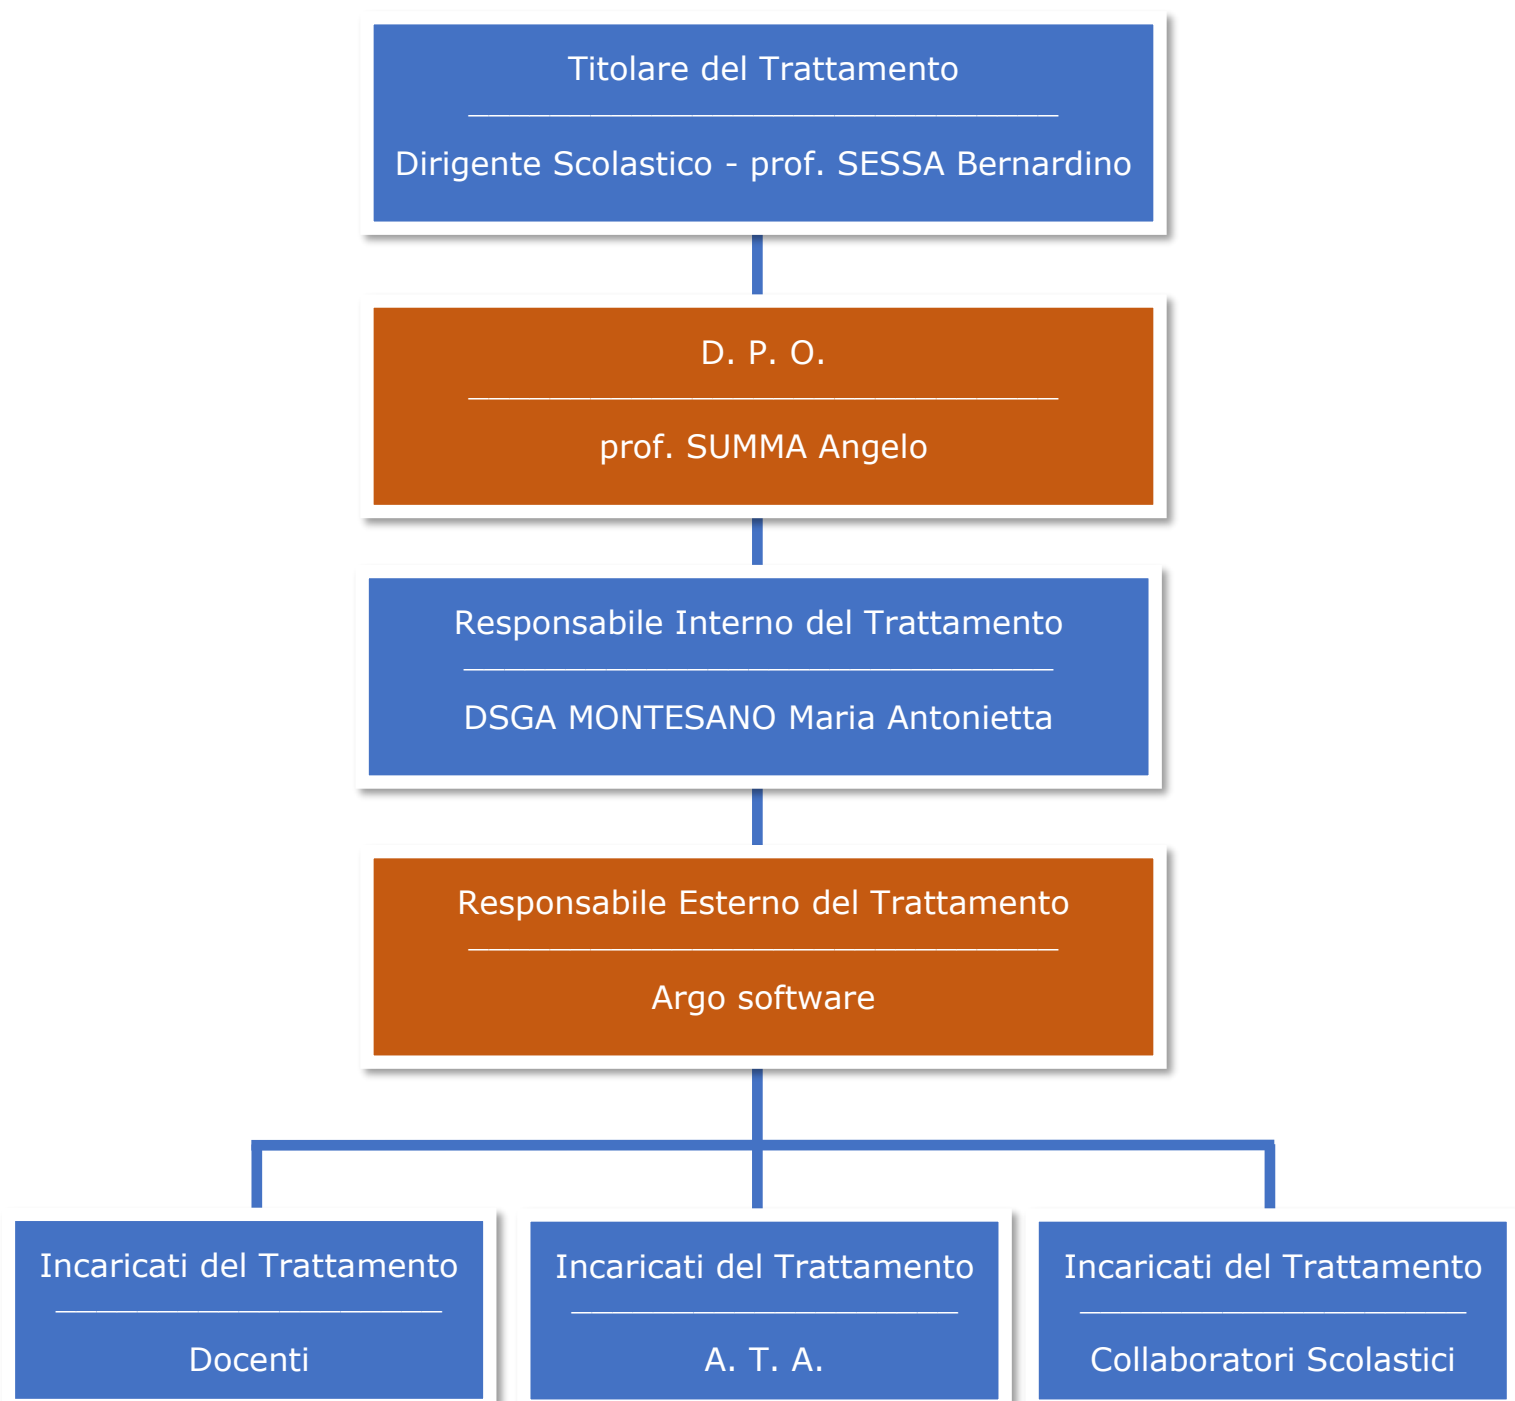 Titolare del Trattamento
Dirigente Scolastico - prof. SESSA Bernardino
D. P. O.
prof. SUMMA Angelo
Responsabile Interno del Trattamento
DSGA MONTESANO Maria Antonietta
Responsabile Esterno del Trattamento
Argo software
Incaricati del Trattamento
Docenti
Incaricati del Trattamento
A. T. A.
Incaricati del Trattamento
Collaboratori Scolastici